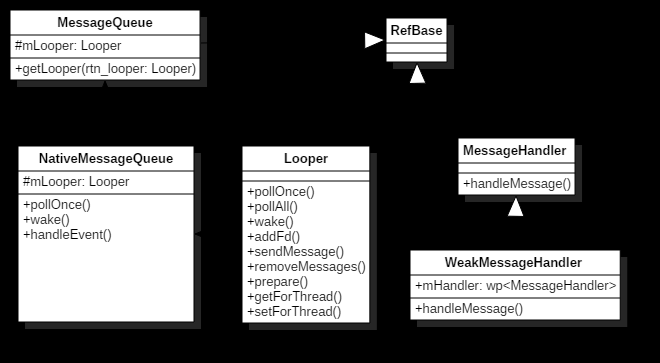 MessageQueue
#mLooper: Looper
+getLooper(rtn_looper: Looper)
RefBase
NativeMessageQueue
#mLooper: Looper
+pollOnce()
+wake()
+handleEvent()
Looper
+pollOnce()
+pollAll()
+wake()
+addFd()
+sendMessage()
+removeMessages()
+prepare()
+getForThread()
+setForThread()
MessageHandler
+handleMessage()
WeakMessageHandler
+mHandler: wp<MessageHandler>
+handleMessage()